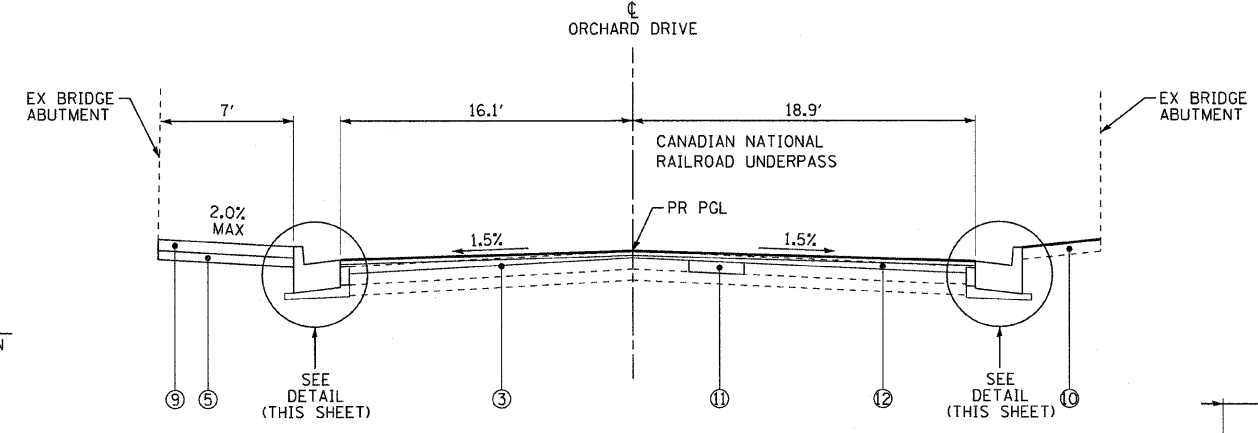 ℄
ORCHARD DRIVE
EX BRIDGE
ABUTMENT
7'
16.1'
18.9'
EX BRIDGE
ABUTMENT
CANADIAN NATIONAL
RAILROAD UNDERPASS
2.0%
MAX
PR PGL
1.5%
1.5%
N
9
5
SEE
DETAIL
(THIS SHEET)
3
11
12
SEE
DETAIL
(THIS SHEET)
10